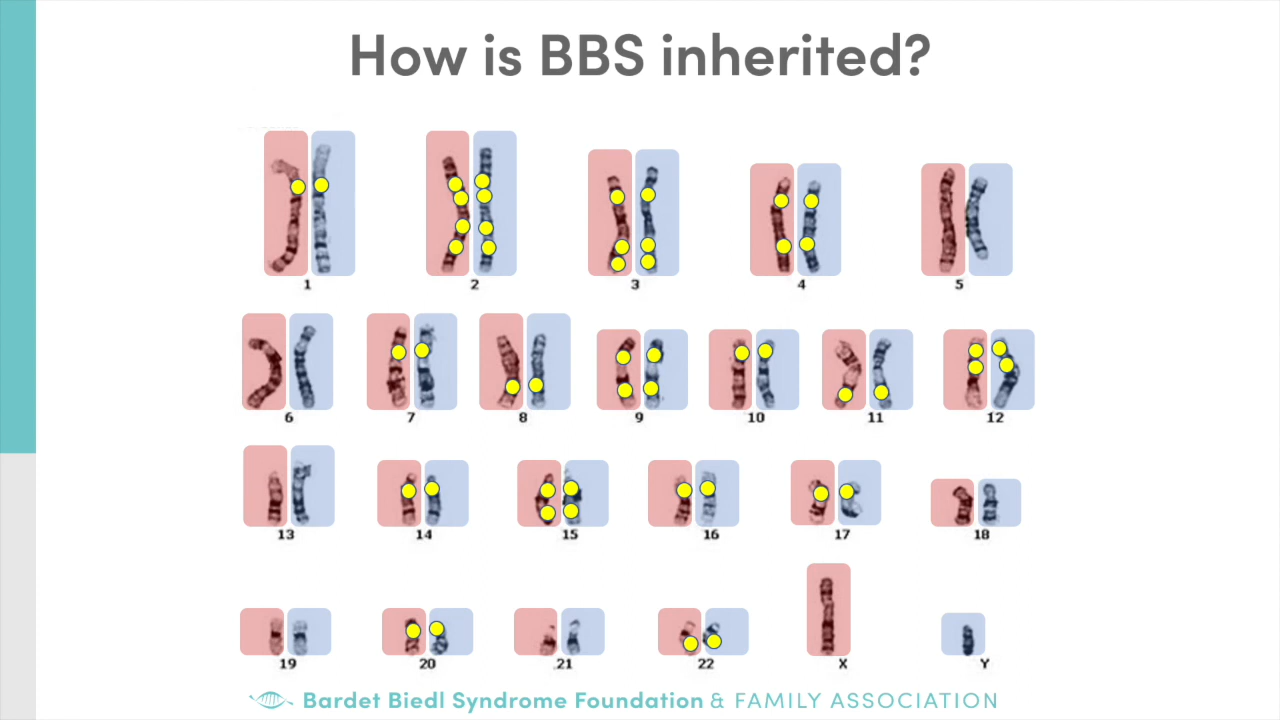 How is BBS inherited?
1 2 3 4 5
6 7 8 9 10 11 12
13 14 15 16 17 18
19 20 21 22 X Y
Bardet Biedl Syndrome Foundation & FAMILY ASSOCIATION